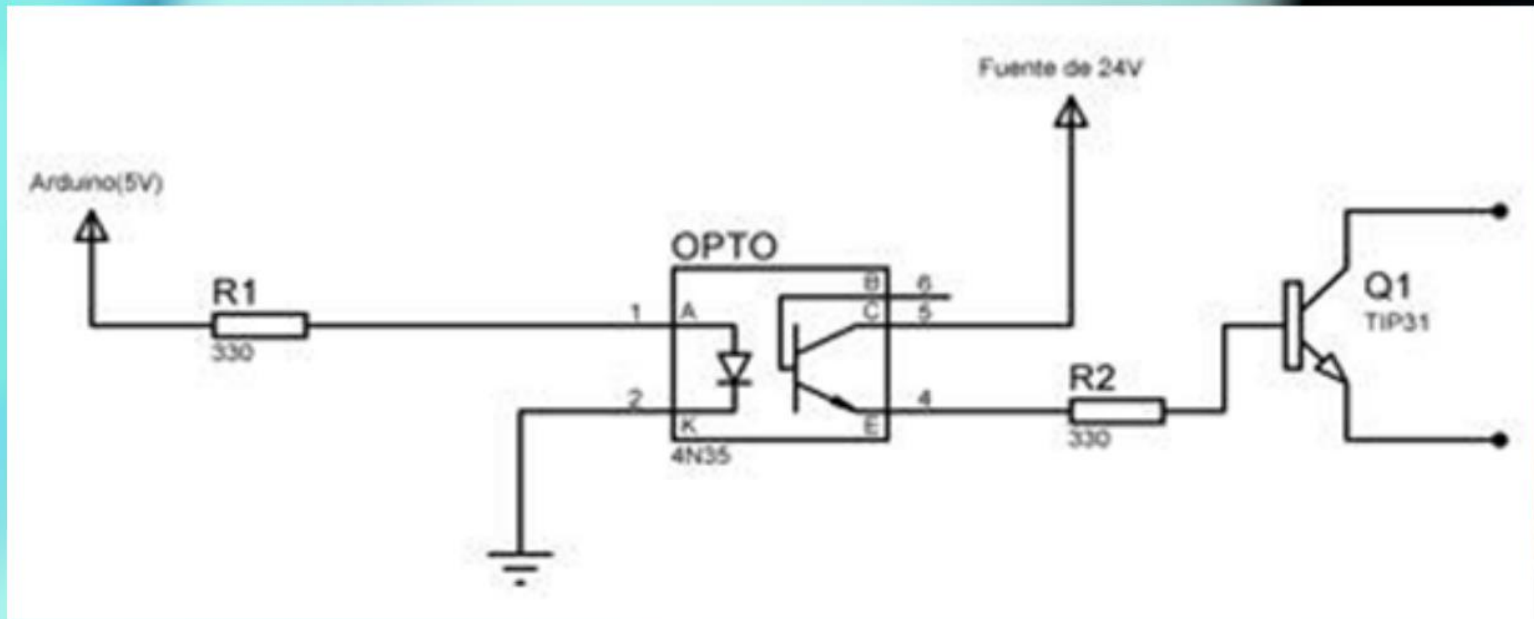 Fuente de 24V
Arduino(5V)
OPTO
R1
330
1
A
B
6
C
5
2
K
4
E
4N35
R2
330
Q1
TIP31